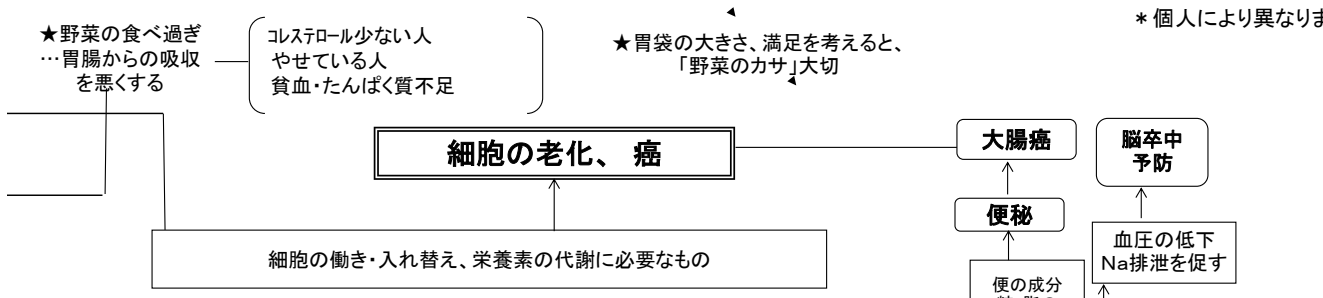 *個人により異なりま
★野菜の食べ過ぎ
…胃腸からの吸収
を悪くする
コレステロール少ない人
やせている人
貧血・たんぱく質不足
★胃袋の大きさ、満足を考えると、
「野菜のカサ」大切
細胞の老化、 癌
大腸癌
脳卒中
予防
便秘
細胞の働き・入れ替え、栄養素の代謝に必要なもの
血圧の低下
Na排泄を促す
便の成分